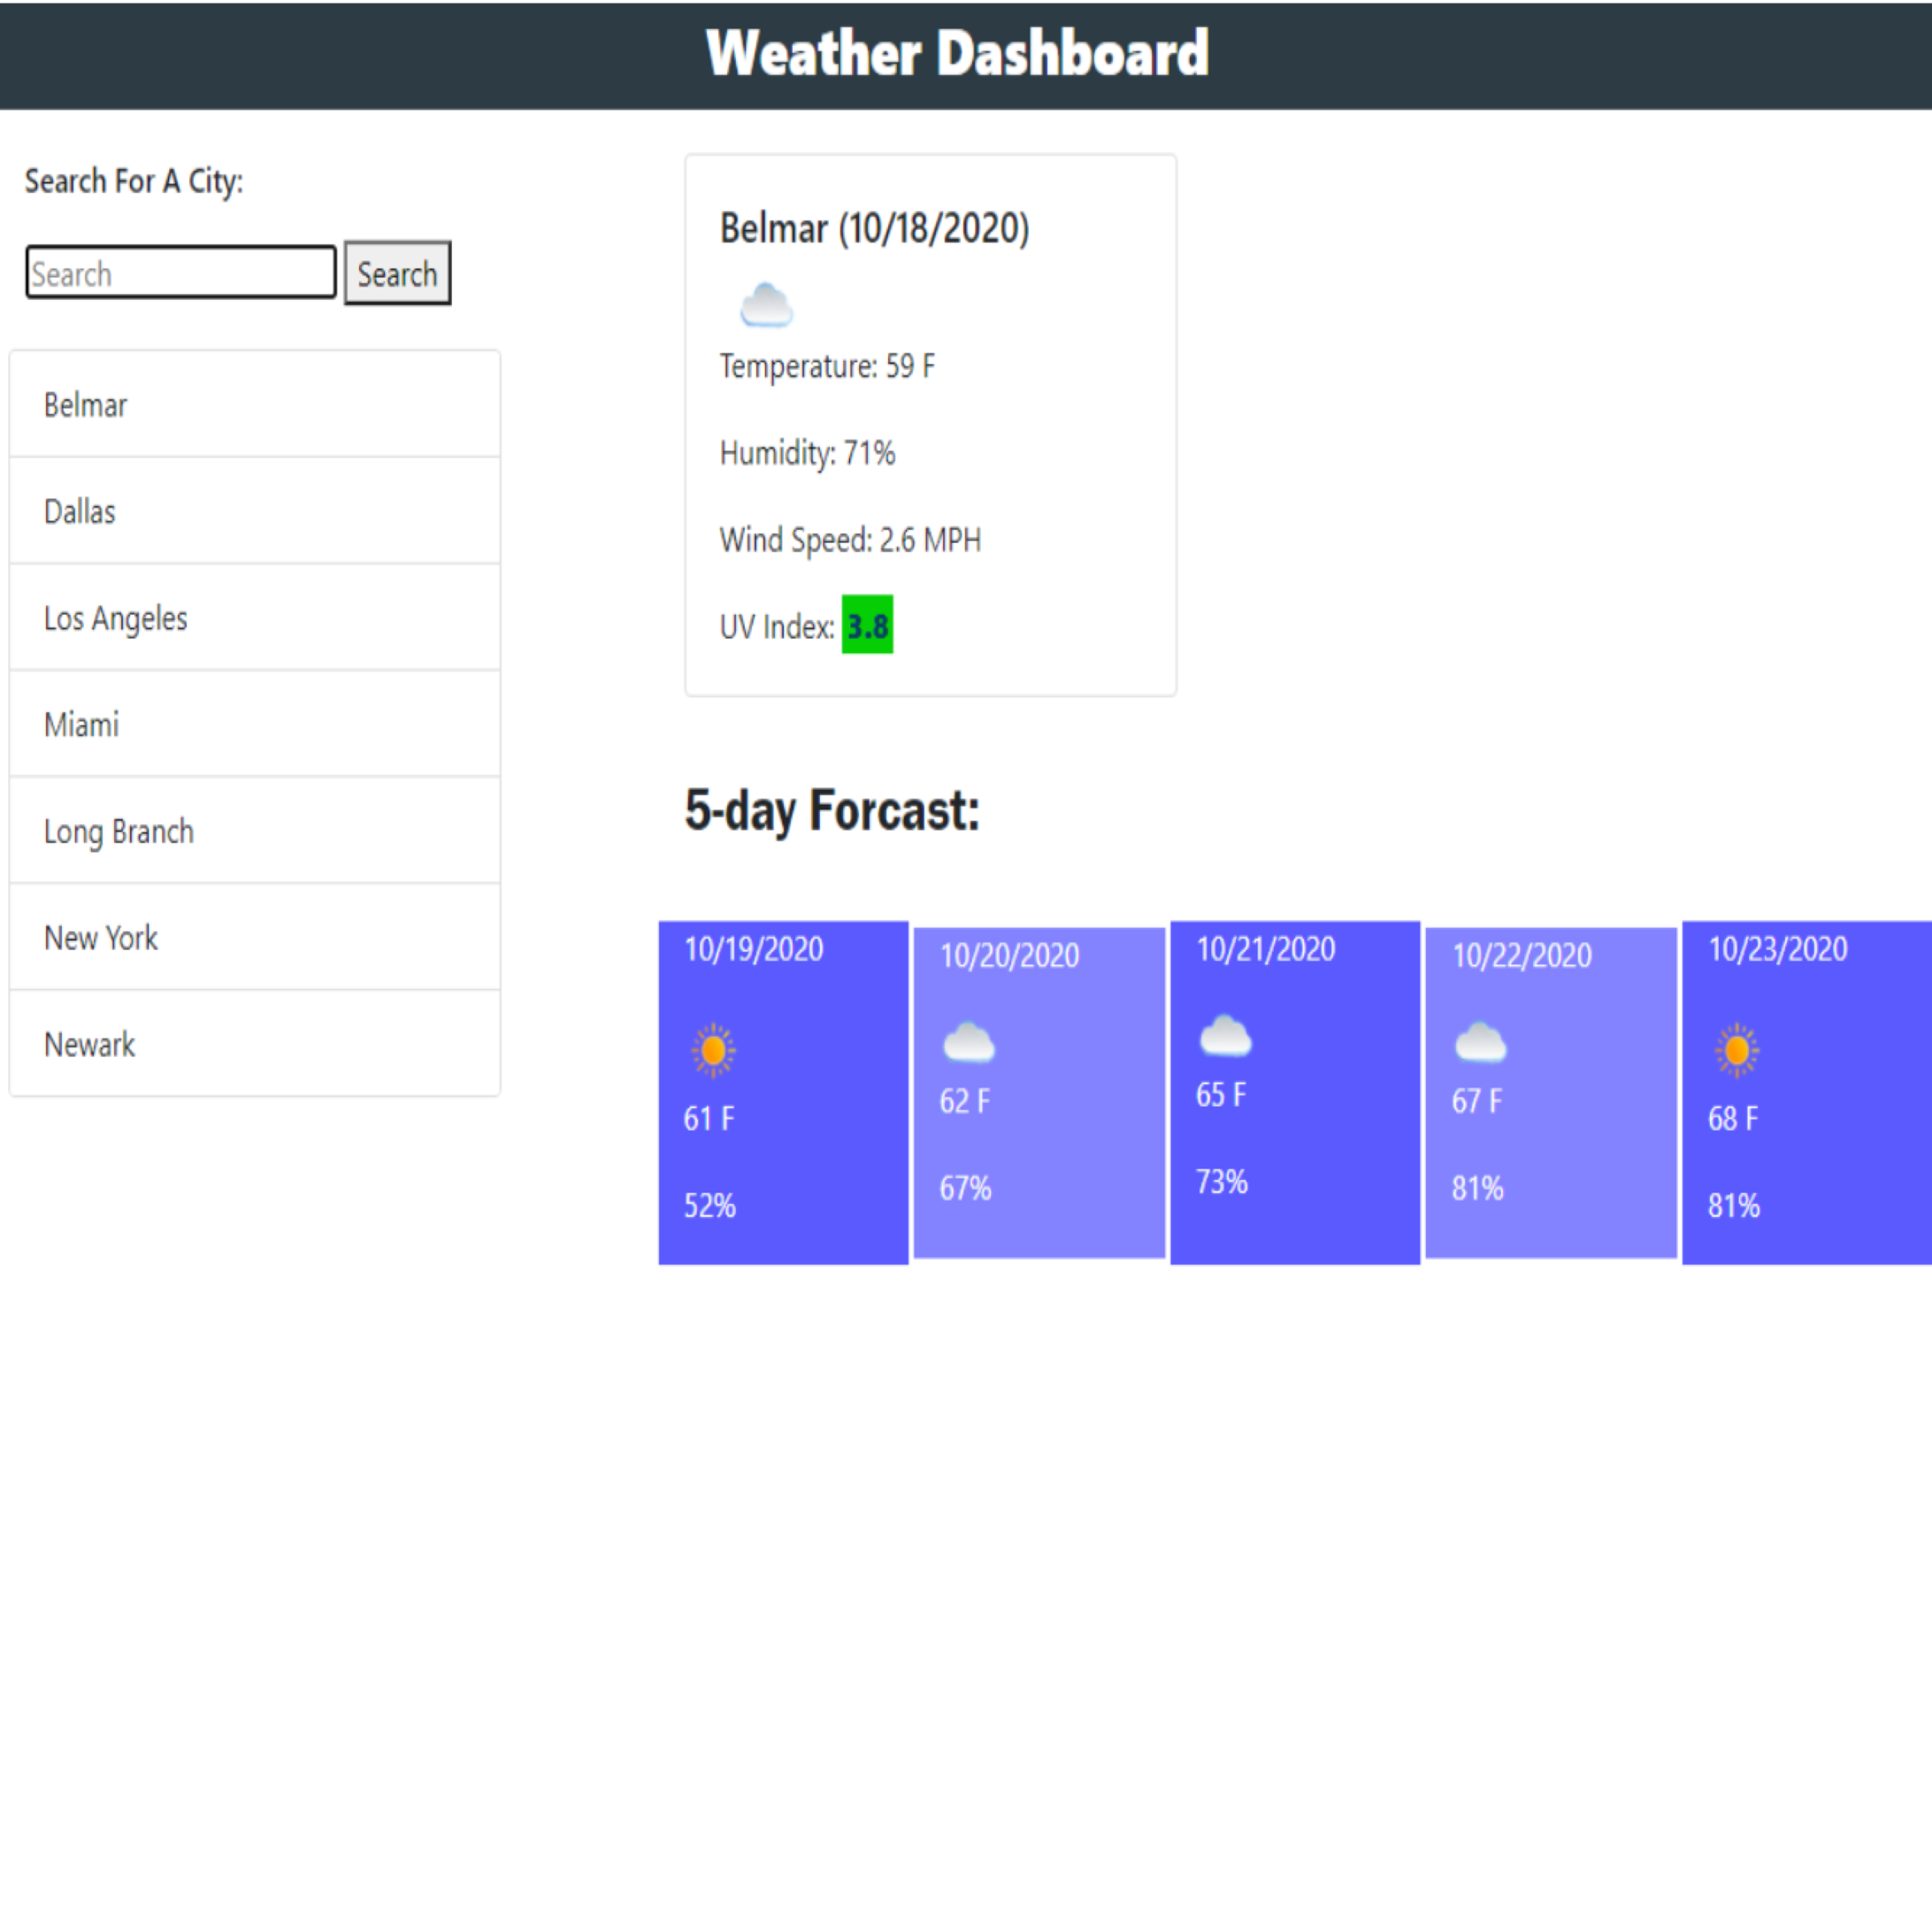 Weather Dashboard
Search For A City:
Search Search
Belmar
Dallas
Los Angeles
Miami
Long Branch
New York
Newark
Belmar (10/18/2020)
Temperature: 59 F
Humidity: 71%
Wind Speed: 2.6 MPH
UV Index: 3.8
5-day Forcast:
10/19/2020
61 F
52%
10/20/2020
62 F
67%
10/21/2020
65 F
73%
10/22/2020
67 F
81%
10/23/2020
68 F
81%